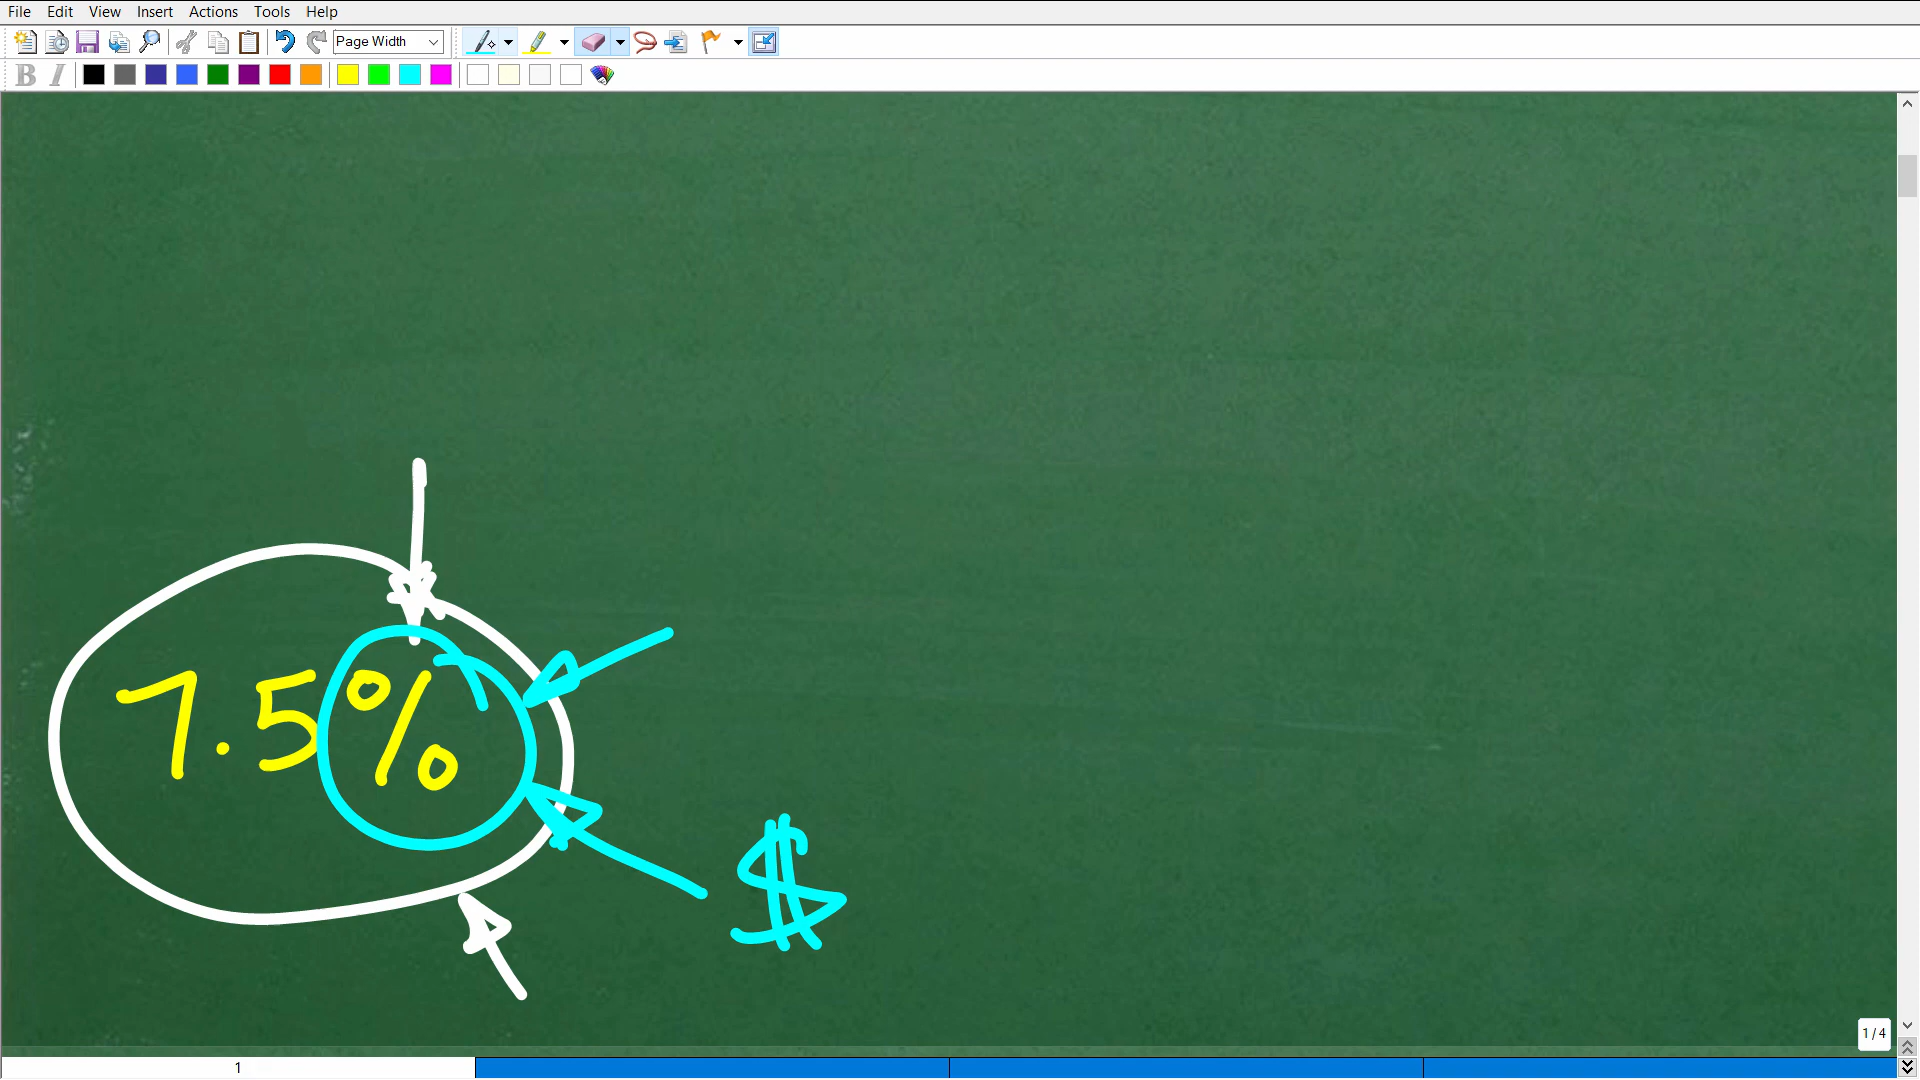 File Edit View Insert Actions Tools Help
Page Width
B I
7.5%
$
1 / 4
1